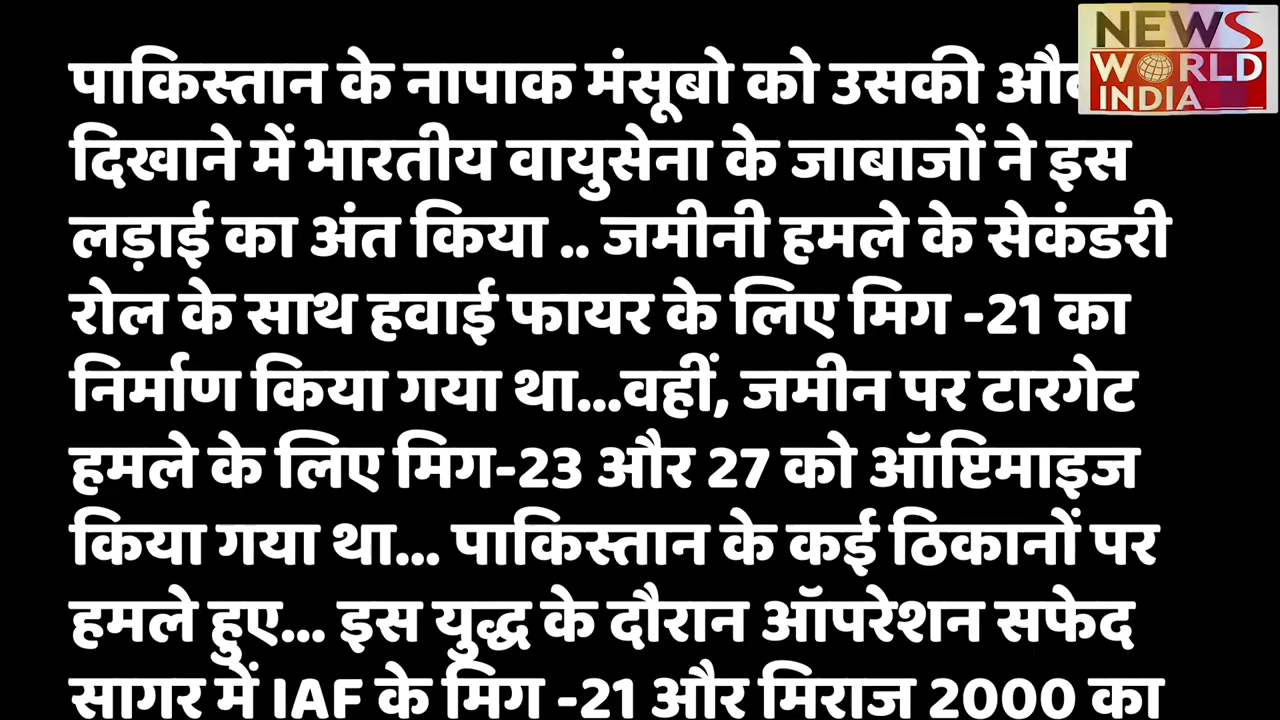 पाकिस्तान के नापाक मंसूबो को उसकी
दिखाने में भारतीय वायुसेना के जाबाजों ने इस
लड़ाई का अंत किया .. जमीनी हमले के सेकंडरी
रोल के साथ हवाई फायर के लिए मिग -21 का
निर्माण किया गया था...वहीं, जमीन पर टारगेट
हमले के लिए मिग-23 और 27 को ऑप्टिमाइज
किया गया था... पाकिस्तान के कई ठिकानों पर
हमले हुए... इस युद्ध के दौरान ऑपरेशन सफेद
सागर में IAF के मिग -21 और मिराज 2000 का
NEWS
WORLD
INDIA